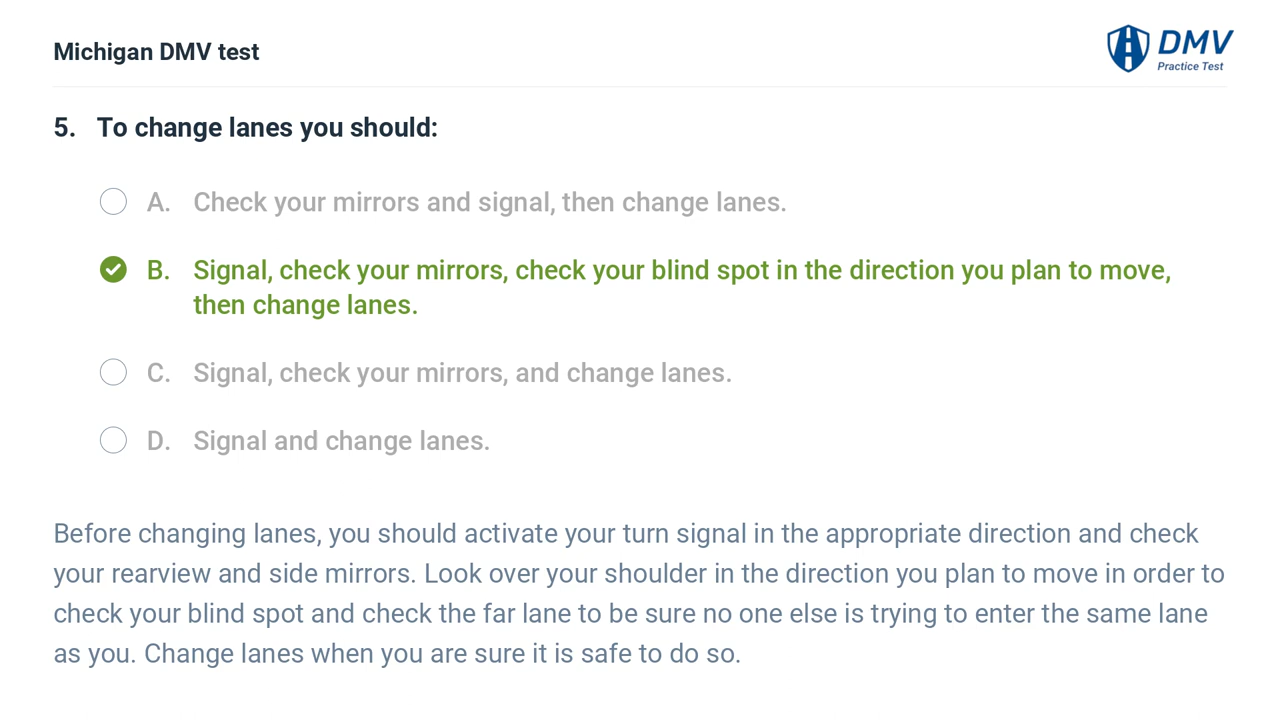 Michigan DMV test
DMV
Practice Test
5. To change lanes you should:
A. Check your mirrors and signal, then change lanes.
B. Signal, check your mirrors, check your blind spot in the direction you plan to move,
then change lanes.
C. Signal, check your mirrors, and change lanes.
D. Signal and change lanes.
Before changing lanes, you should activate your turn signal in the appropriate direction and check
your rearview and side mirrors. Look over your shoulder in the direction you plan to move in order to
check your blind spot and check the far lane to be sure no one else is trying to enter the same lane
as you. Change lanes when you are sure it is safe to do so.